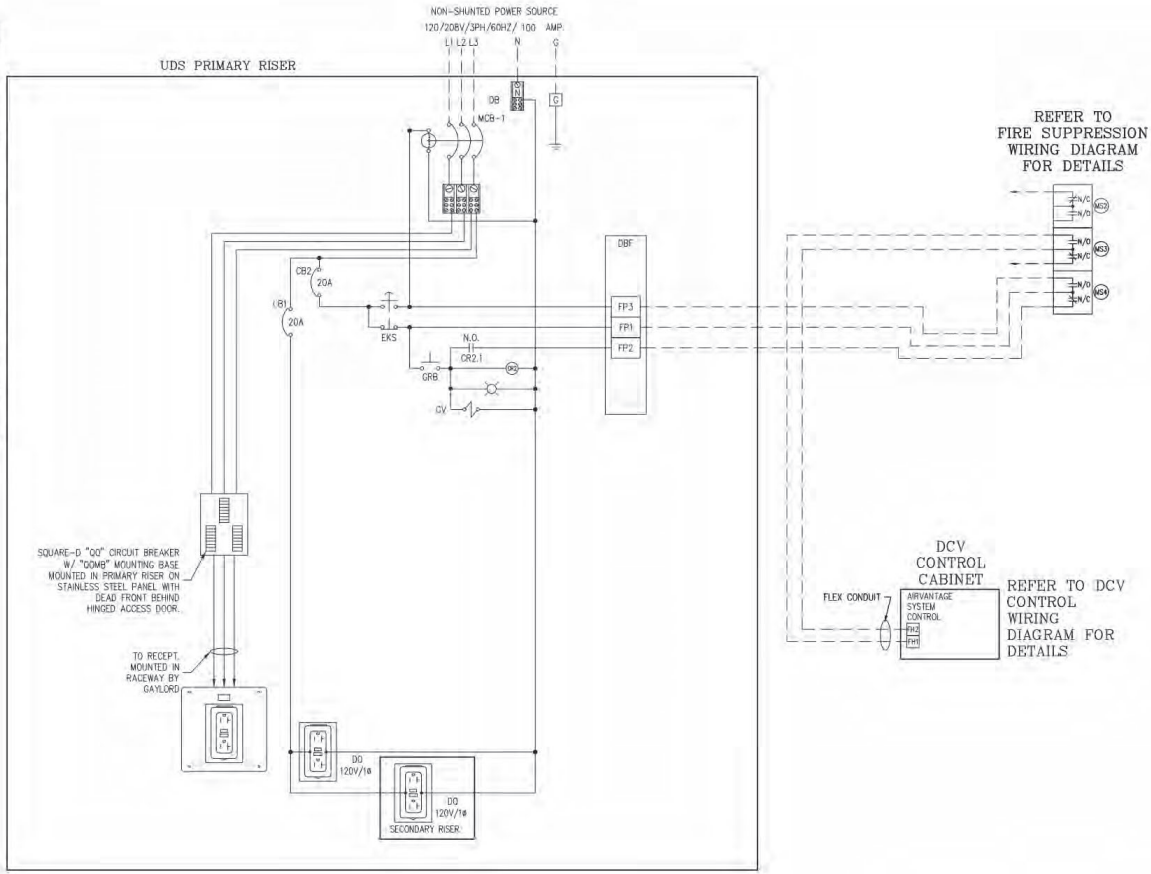 NON-SHUNTED POWER SOURCE
120/208V/3PH/60HZ/ 100 AMP.
L1 L2 L3 N G
UDS PRIMARY RISER
DB
N
G
MCB-1
REFER TO
FIRE SUPPRESSION
WIRING DIAGRAM
FOR DETAILS
N/C
N/O
MS2
N/O
N/C
MS3
N/O
N/C
MS4
DBF
CB2
20A
20A
FP3
FP1
FP2
EKS
N.O.
CR2.1
GRB
GV
SQUARE-D "QO" CIRCUIT BREAKER
W/ "QOMB" MOUNTING BASE
MOUNTED IN PRIMARY RISER ON
STAINLESS STEEL PANEL WITH
DEAD FRONT BEHIND
HINGED ACCESS DOOR.
TO RECEPT.
MOUNTED IN
RACEWAY BY
GAYLORD
DCV
CONTROL
CABINET
FLEX CONDUIT
AIRVANTAGE
SYSTEM
CONTROL
FH2
FH1
REFER TO DCV
CONTROL
WIRING
DIAGRAM FOR
DETAILS
DO
120V/1ø
DO
120V/1ø
SECONDARY RISER